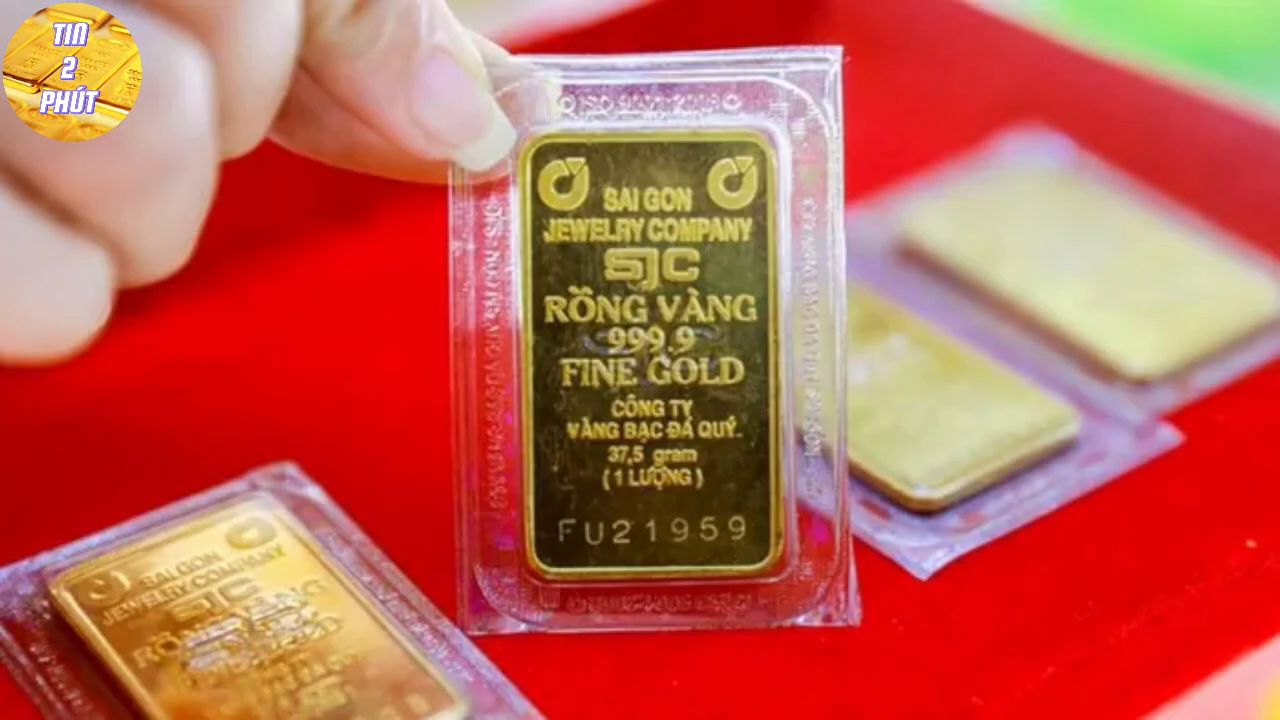 TIN
2
PHÚT
SAI GON
JEWELRY COMPANY
SJC
RỒNG VÀNG
999.9
FINE GOLD
CÔNG TY
VÀNG BẠC ĐÁ QUÝ.
37,5 gram
(1 LƯỢNG)
FU21959
SAI GON
JEWELRY COMPANY
SJC